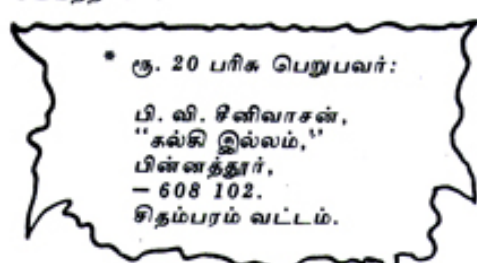 * ரூ. 20 பரிசு பெறுபவர்:
பி. வி. சீனிவாசன்,
"கல்கி இல்லம்,"
பின்னத்தூர்,
— 608 102.
சிதம்பரம் வட்டம்.